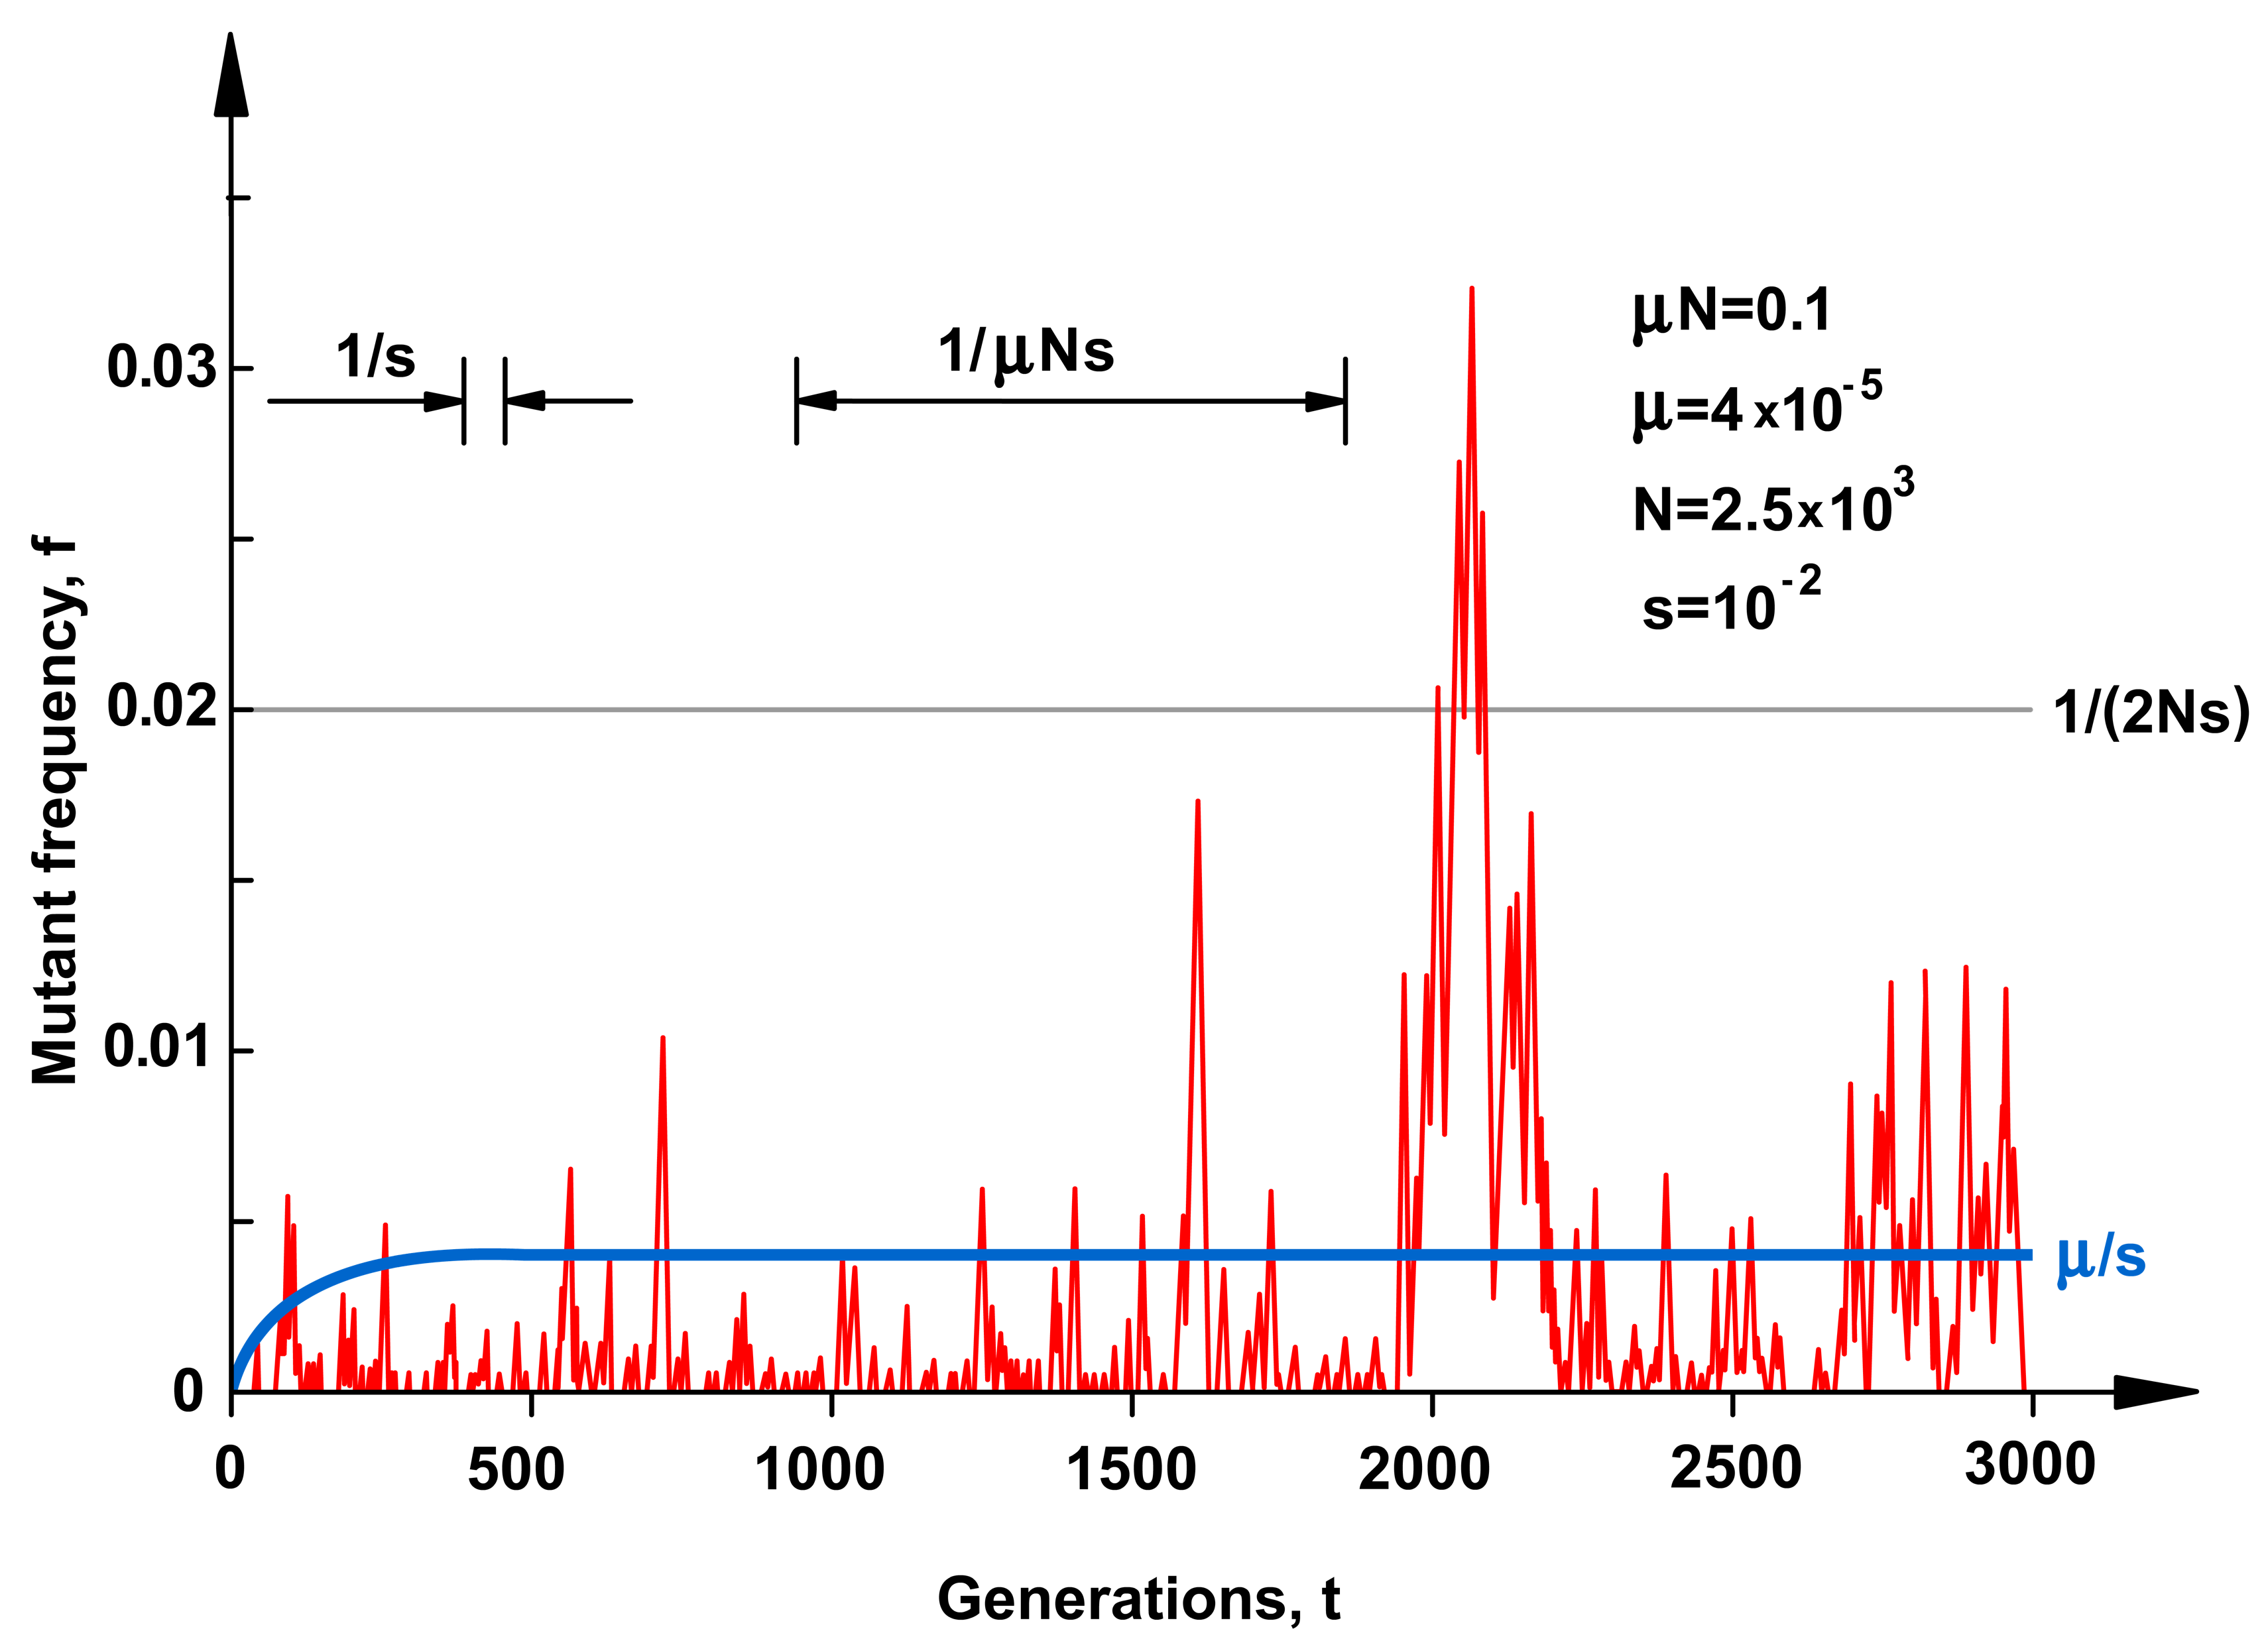 1/s
1/μNs
μN=0.1
μ=4 x10⁻⁵
N=2.5x10³
s=10⁻²
0.03
0.02
0.01
0
1/(2Ns)
μ/s
Mutant frequency, f
0 500 1000 1500 2000 2500 3000
Generations, t